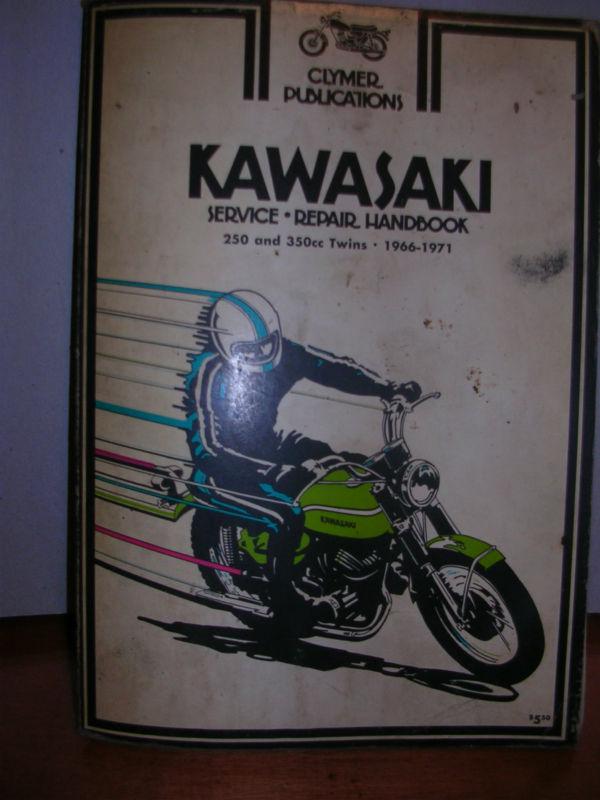 CLYMER
PUBLICATIONS
KAWASAKI
SERVICE • REPAIR HANDBOOK
250 and 350cc Twins • 1966-1971
KAWASAKI
$5.50